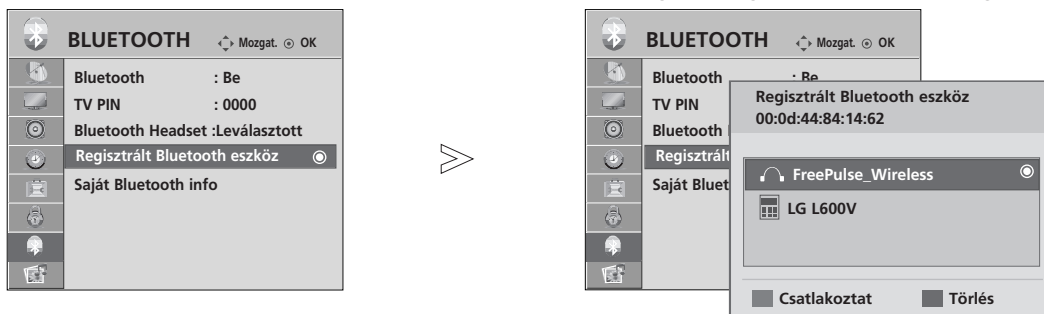 BLUETOOTH Mozgat. OK
Bluetooth : Be
TV PIN : 0000
Bluetooth Headset :Leválasztott
Regisztrált Bluetooth eszköz
Saját Bluetooth info
BLUETOOTH Mozgat. OK
Bluetooth : Be
TV PIN
Bluetooth
Regisztrált
Saját Bluet
Regisztrált Bluetooth eszköz
00:0d:44:84:14:62
FreePulse_Wireless
LG L600V
Csatlakoztat Törlés